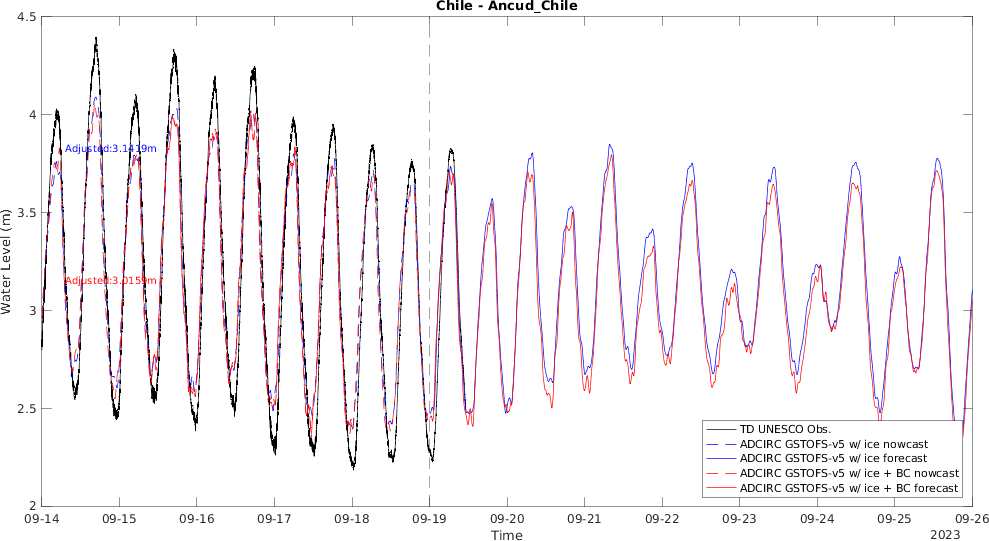 Chile - Ancud_Chile
Water Level (m)
4.5
4
3.5
3
2.5
2
Adjusted:3.1419m
Adjusted:3.0159m
TD UNESCO Obs.
ADCIRC GSTOFS-v5 w/ ice nowcast
ADCIRC GSTOFS-v5 w/ ice forecast
ADCIRC GSTOFS-v5 w/ ice + BC nowcast
ADCIRC GSTOFS-v5 w/ ice + BC forecast
09-14 09-15 09-16 09-17 09-18 09-19 09-20 09-21 09-22 09-23 09-24 09-25 09-26
Time
2023